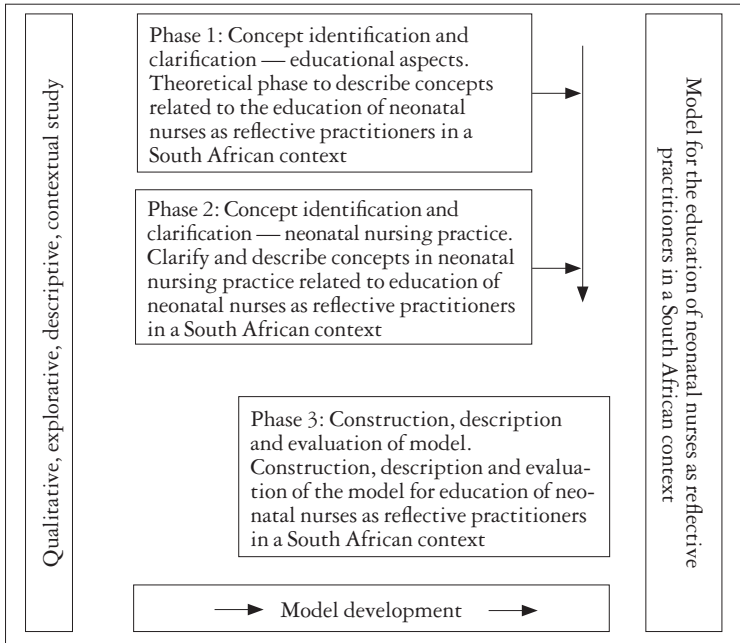 Qualitative, explorative, descriptive, contextual study
Phase 1: Concept identification and
clarification — educational aspects.
Theoretical phase to describe concepts
related to the education of neonatal
nurses as reflective practitioners in a
South African context
Phase 2: Concept identification and
clarification — neonatal nursing practice.
Clarify and describe concepts in neonatal
nursing practice related to education of
neonatal nurses as reflective practitioners
in a South African context
Phase 3: Construction, description
and evaluation of model.
Construction, description and evalua-
tion of the model for education of neo-
natal nurses as reflective practitioners
in a South African context
Model development
Model for the education of neonatal nurses as reflective
practitioners in a South African context